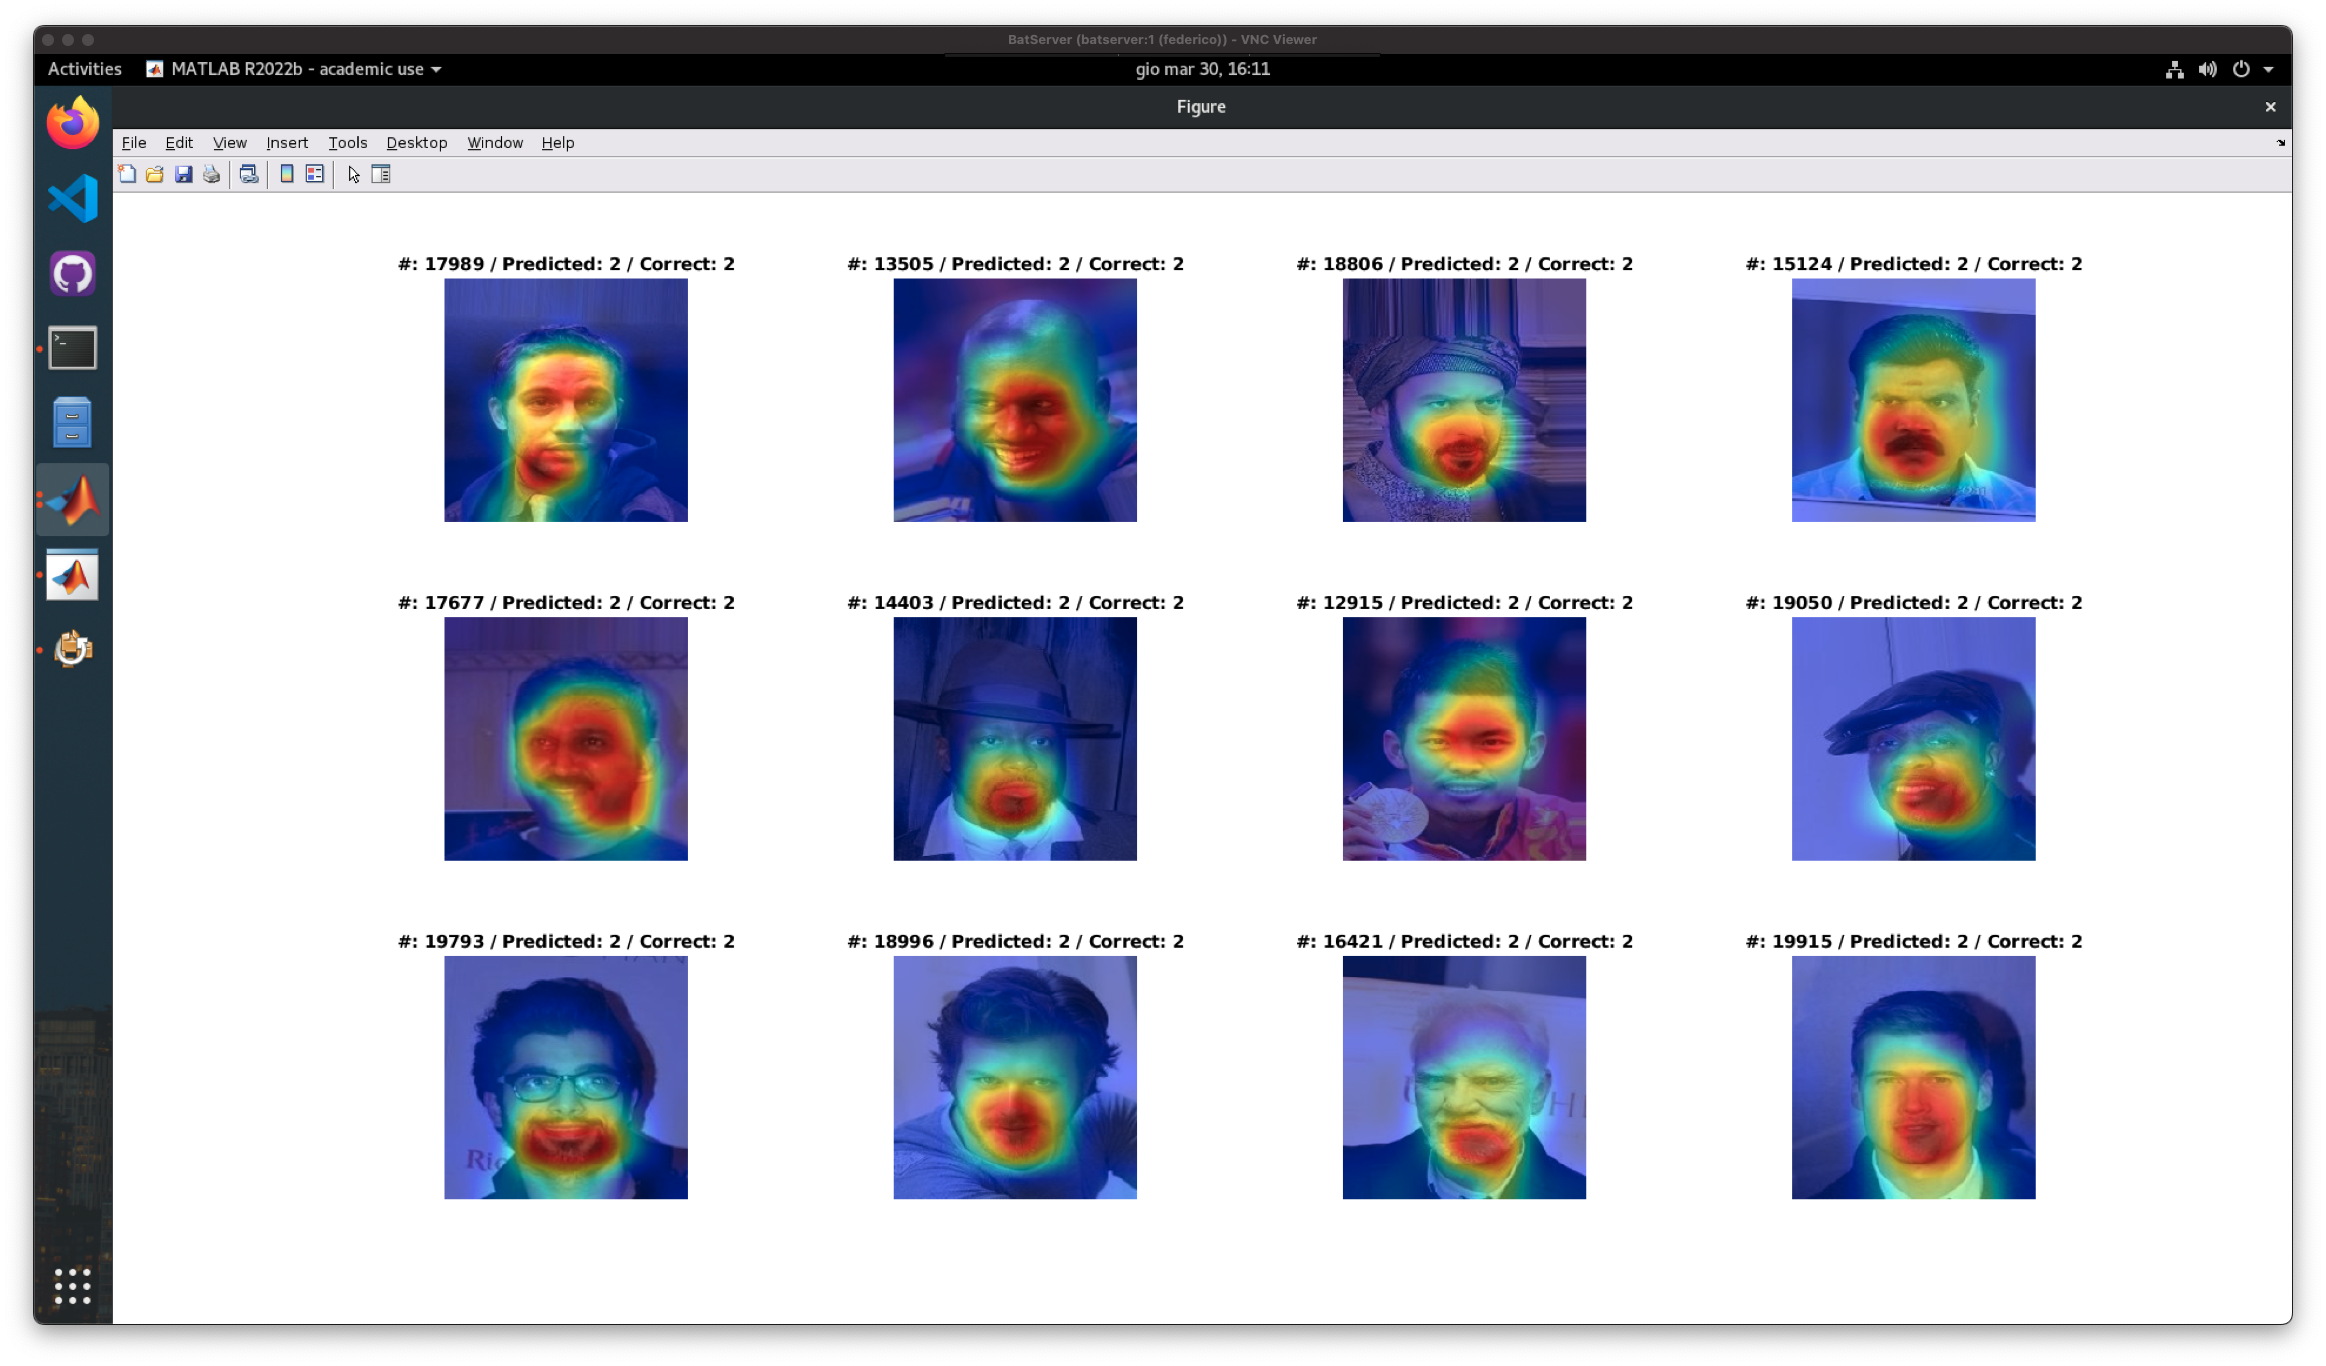 BatServer (batserver:1 (federico)) - VNC Viewer
Activities MATLAB R2022b - academic use gio mar 30, 16:11
Figure
File Edit View Insert Tools Desktop Window Help
#: 17989 / Predicted: 2 / Correct: 2 #: 13505 / Predicted: 2 / Correct: 2 #: 18806 / Predicted: 2 / Correct: 2 #: 15124 / Predicted: 2 / Correct: 2
#: 17677 / Predicted: 2 / Correct: 2 #: 14403 / Predicted: 2 / Correct: 2 #: 12915 / Predicted: 2 / Correct: 2 #: 19050 / Predicted: 2 / Correct: 2
#: 19793 / Predicted: 2 / Correct: 2 #: 18996 / Predicted: 2 / Correct: 2 #: 16421 / Predicted: 2 / Correct: 2 #: 19915 / Predicted: 2 / Correct: 2